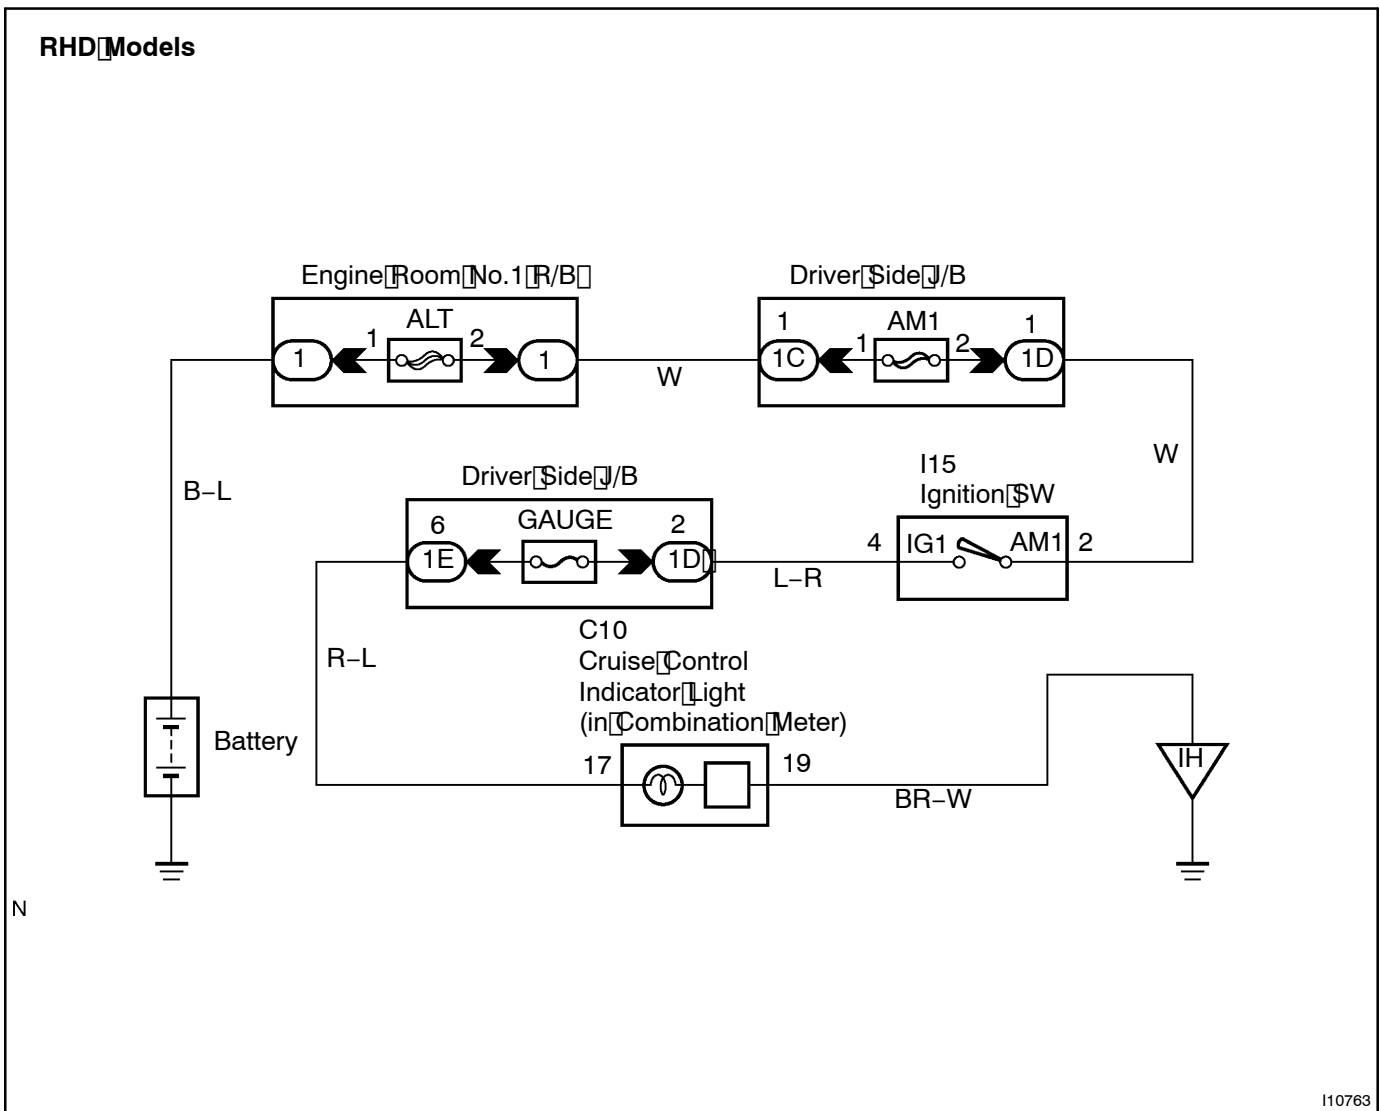 RHD Models
Engine Room No.1 R/B
Driver Side J/B
ALT
1
AM1
1
1
1
2
1
1C
1
2
1D
W
W
B–L
Driver Side J/B
I15
Ignition SW
6
GAUGE
2
1E
1D
4
IG1
AM1
2
L–R
C10
Cruise Control
Indicator Light
(in Combination Meter)
R–L
Battery
17
19
BR–W
IH
N
I10763